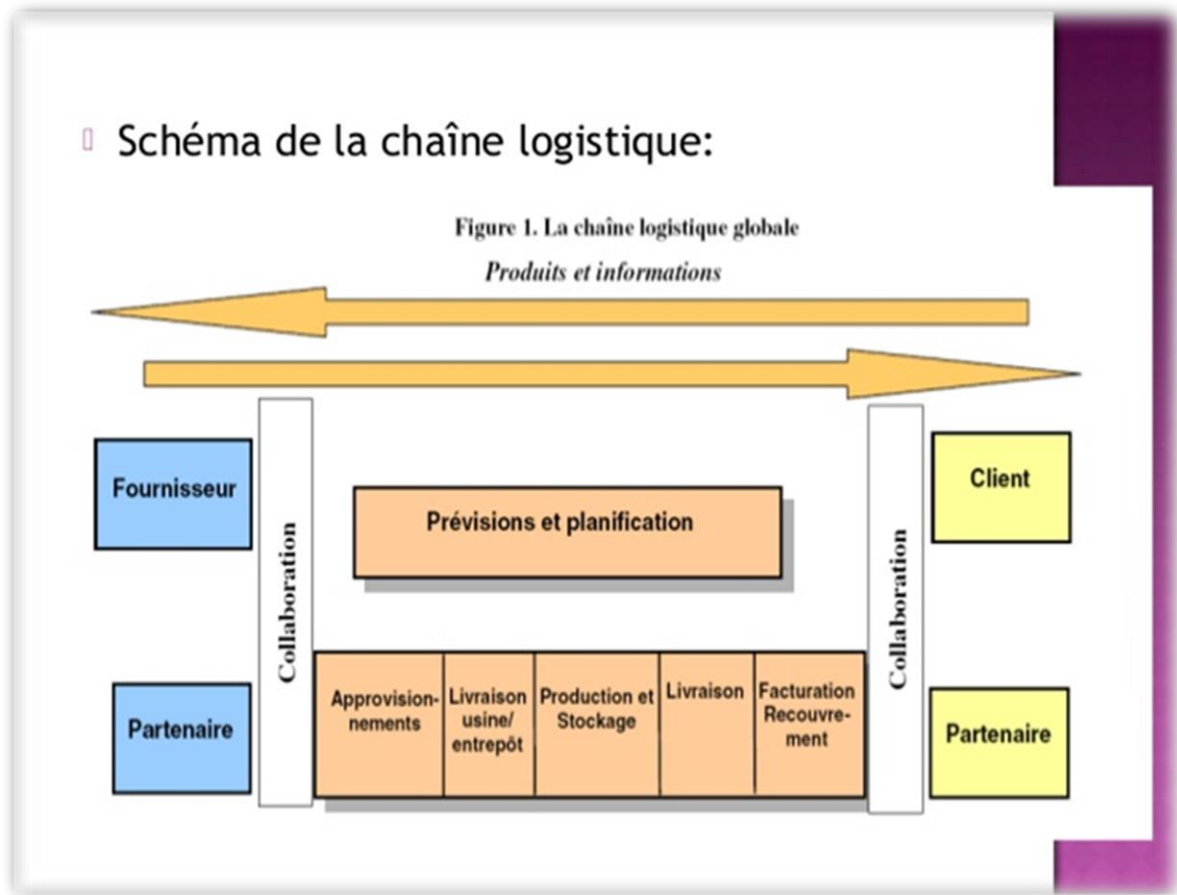 Schéma de la chaîne logistique:
Figure 1. La chaîne logistique globale
Produits et informations
Fournisseur
Collaboration
Prévisions et planification
Collaboration
Client
Partenaire
Approvision-
nements
Livraison
usine/
entrepôt
Production et
Stockage
Livraison
Facturation
Recouvre-
ment
Partenaire